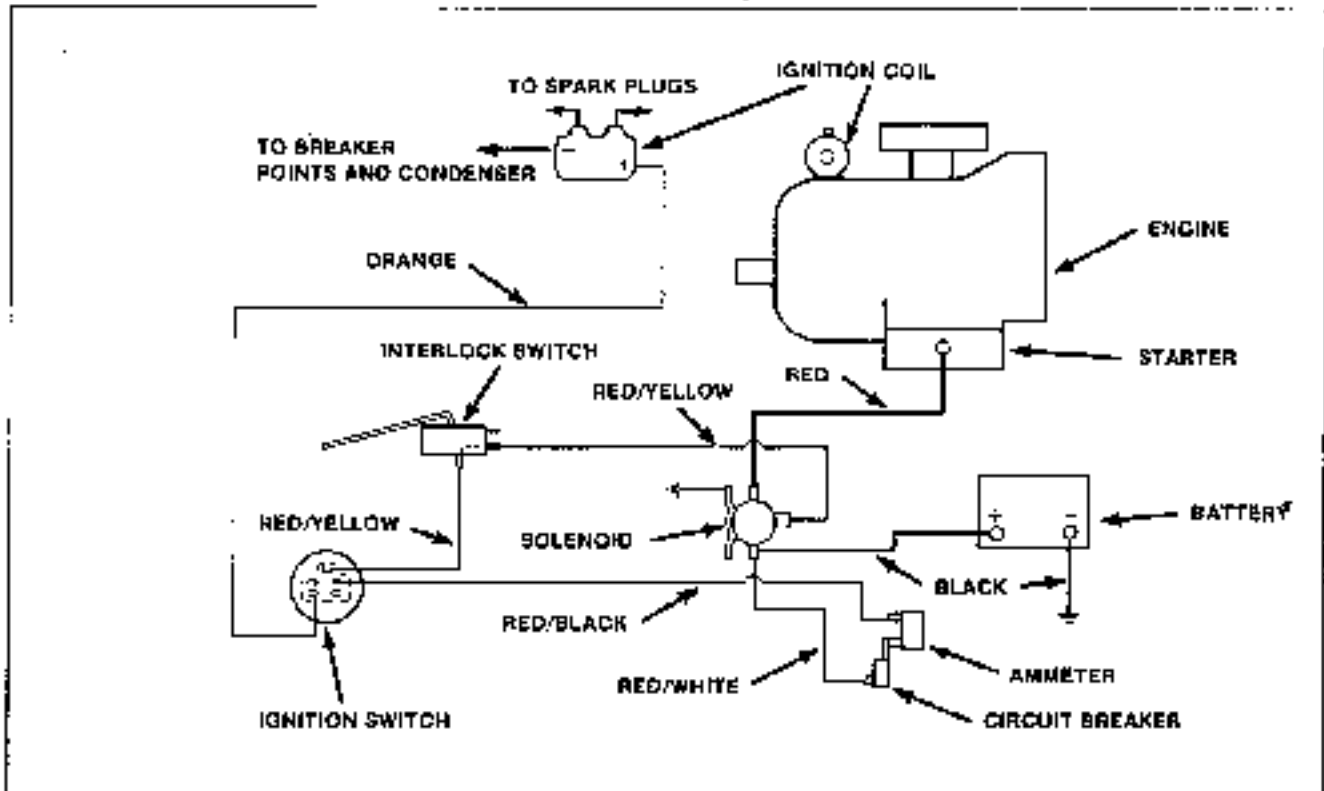 IGNITION COIL
TO SPARK PLUGS
TO BREAKER
POINTS AND CONDENSER
ENGINE
ORANGE
INTERLOCK SWITCH
STARTER
RED
RED/YELLOW
RED/YELLOW
SOLENOID
+
-
BATTERY
BLACK
RED/BLACK
AMMETER
RED/WHITE
IGNITION SWITCH
CIRCUIT BREAKER